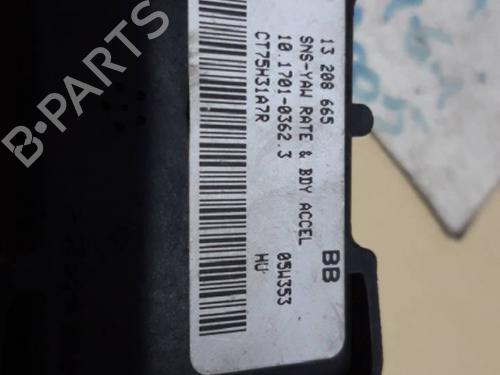 13 208 665
SNS-YAW RATE & BDY ACCEL
10.1701-0362.3
CT75W31A7R
BB
05W353
HU
B-PARTS